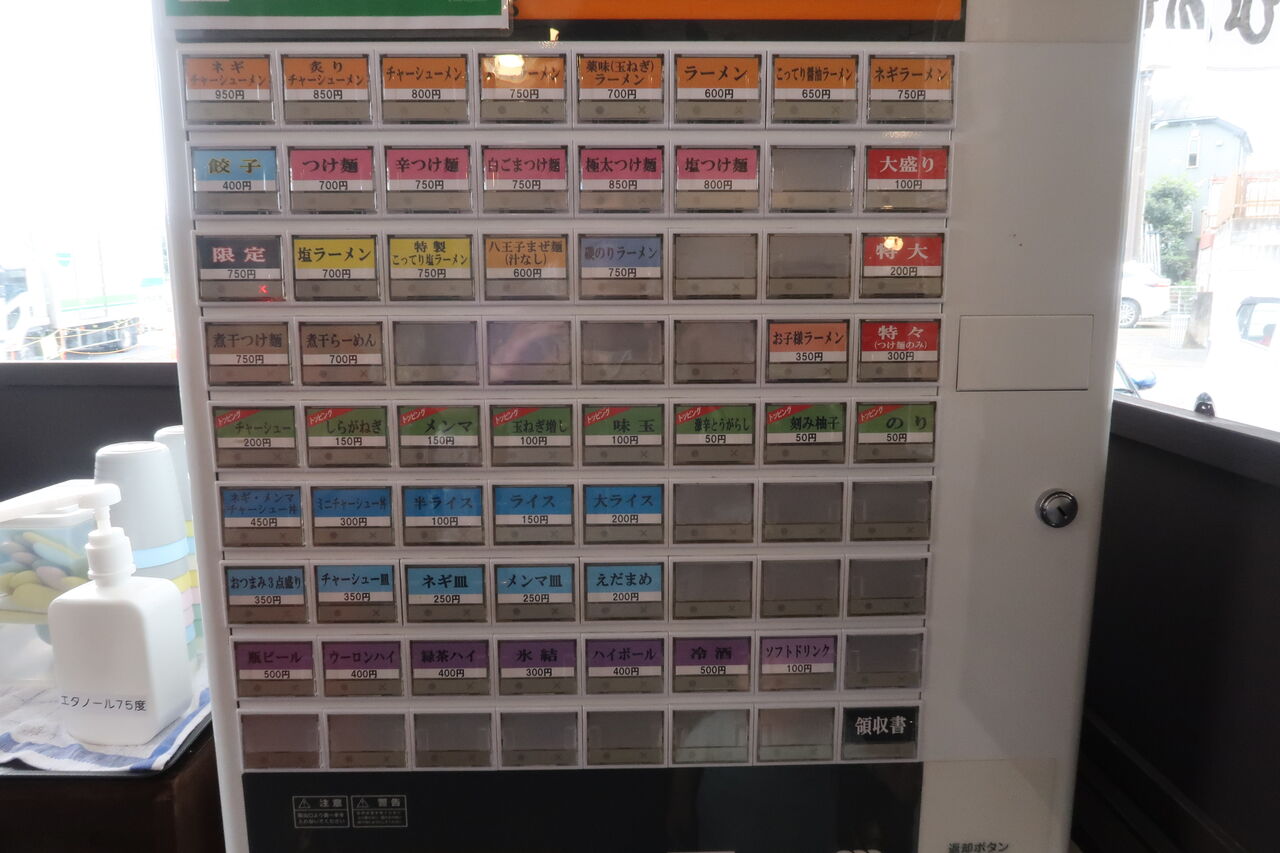 ネギ
チャーシューメン
950円
炙り
チャーシューメン
850円
チャーシューメン
800円
ーメン
750円
薬味(玉ねぎ)
ラーメン
700円
ラーメン
600円
こってり醤油ラーメン
650円
ネギラーメン
750円
餃子
400円
つけ麺
700円
辛つけ麺
750円
白ごまつけ麺
750円
極太つけ麺
850円
塩つけ麺
800円
大盛り
100円
限定
750円
塩ラーメン
700円
特製
こってり塩ラーメン
750円
八王子まぜ麺
(汁なし)
600円
磯のりラーメン
750円
特大
200円
煮干つけ麺
750円
煮干らーめん
700円
お子様ラーメン
350円
特々
(つけ麺のみ)
300円
トッピング
チャーシュー
200円
トッピング
しらがねぎ
150円
トッピング
メンマ
150円
トッピング
玉ねぎ増し
100円
トッピング
味玉
100円
トッピング
激辛とうがらし
50円
トッピング
刻み柚子
50円
トッピング
のり
50円
ネギ・メンマ
チャーシュー丼
450円
ミニチャーシュー丼
300円
半ライス
100円
ライス
150円
大ライス
200円
おつまみ3点盛り
350円
チャーシュー皿
350円
ネギ皿
250円
メンマ皿
250円
えだまめ
200円
瓶ビール
500円
ウーロンハイ
400円
緑茶ハイ
400円
氷結
300円
ハイボール
400円
冷酒
500円
ソフトドリンク
100円
領収書
エタノール75度
注意
警告
返却ボタン